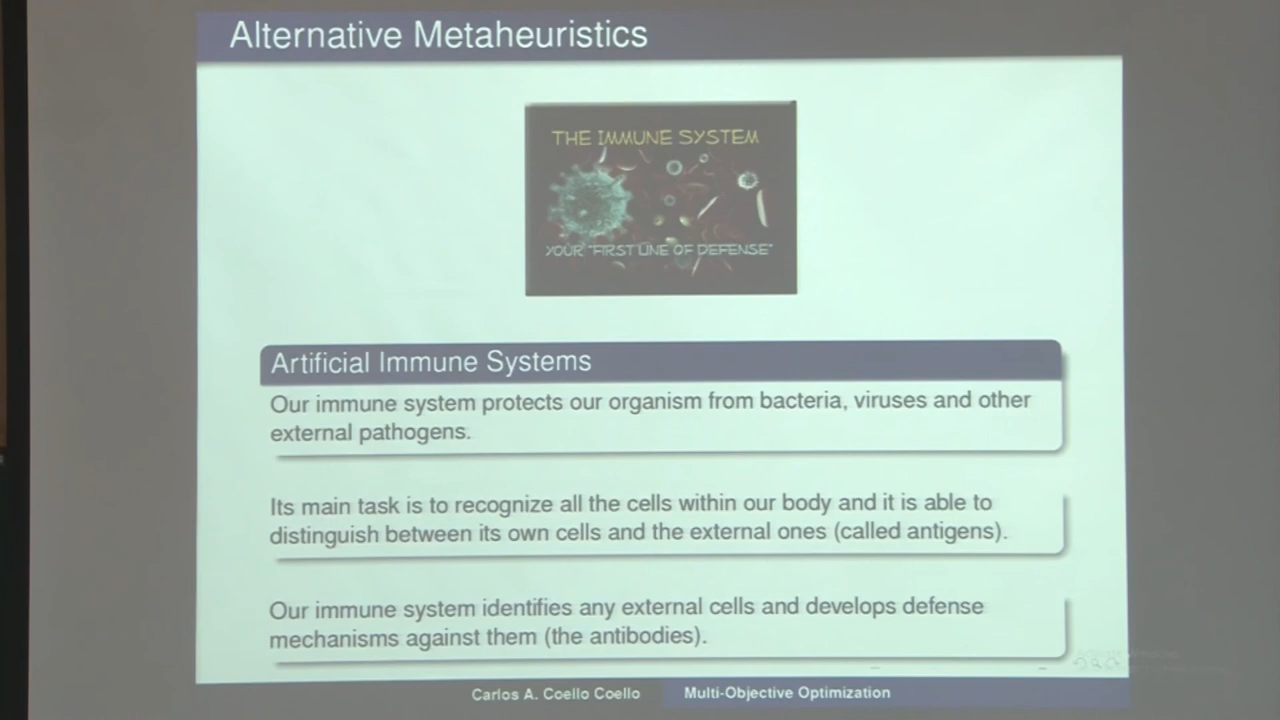 Alternative Metaheuristics
THE IMMUNE SYSTEM
YOUR "FIRST LINE OF DEFENSE"
Artificial Immune Systems
Our immune system protects our organism from bacteria, viruses and other
external pathogens.
Its main task is to recognize all the cells within our body and it is able to
distinguish between its own cells and the external ones (called antigens).
Our immune system identifies any external cells and develops defense
mechanisms against them (the antibodies).
Carlos A. Coello Coello
Multi-Objective Optimization